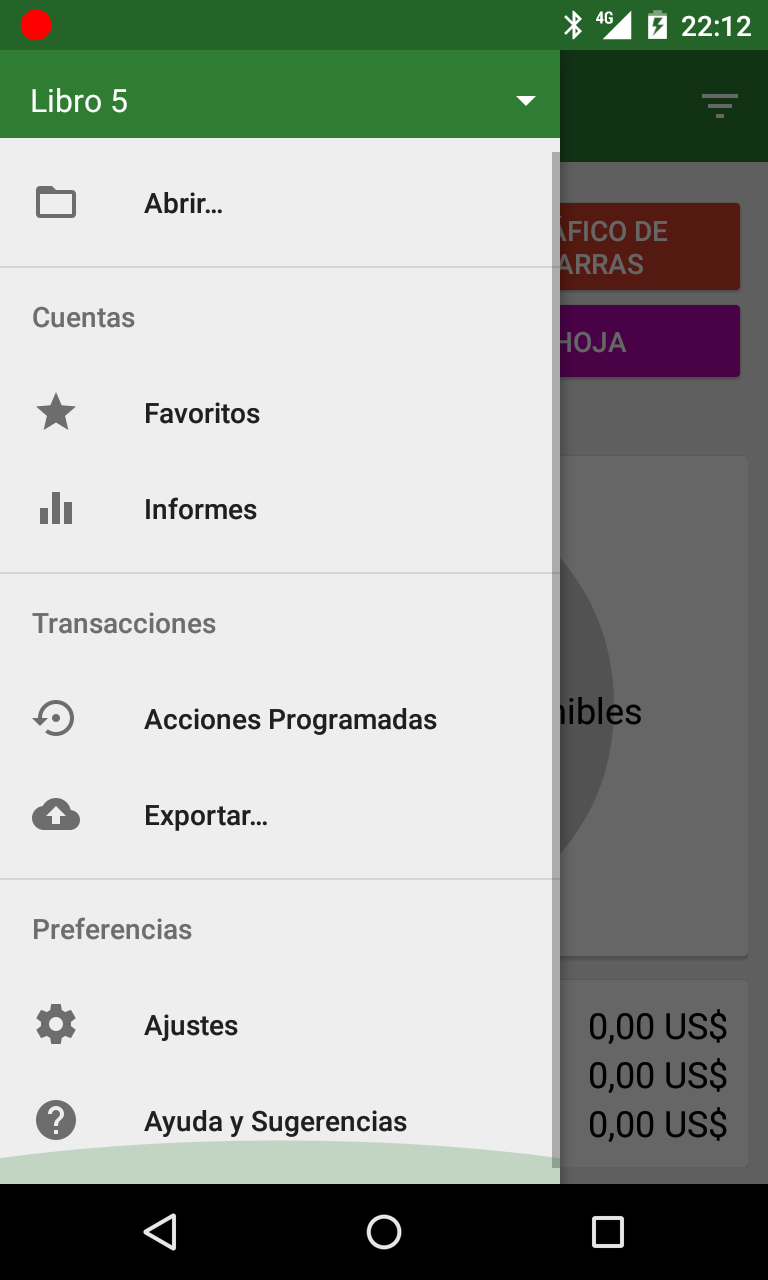 4G 22:12
Libro 5
Abrir…
Cuentas
Favoritos
Informes
Transacciones
Acciones Programadas
Exportar…
Preferencias
Ajustes
Ayuda y Sugerencias
ÁFICO DE
ARRAS
HOJA
nibles
0,00 US$
0,00 US$
0,00 US$